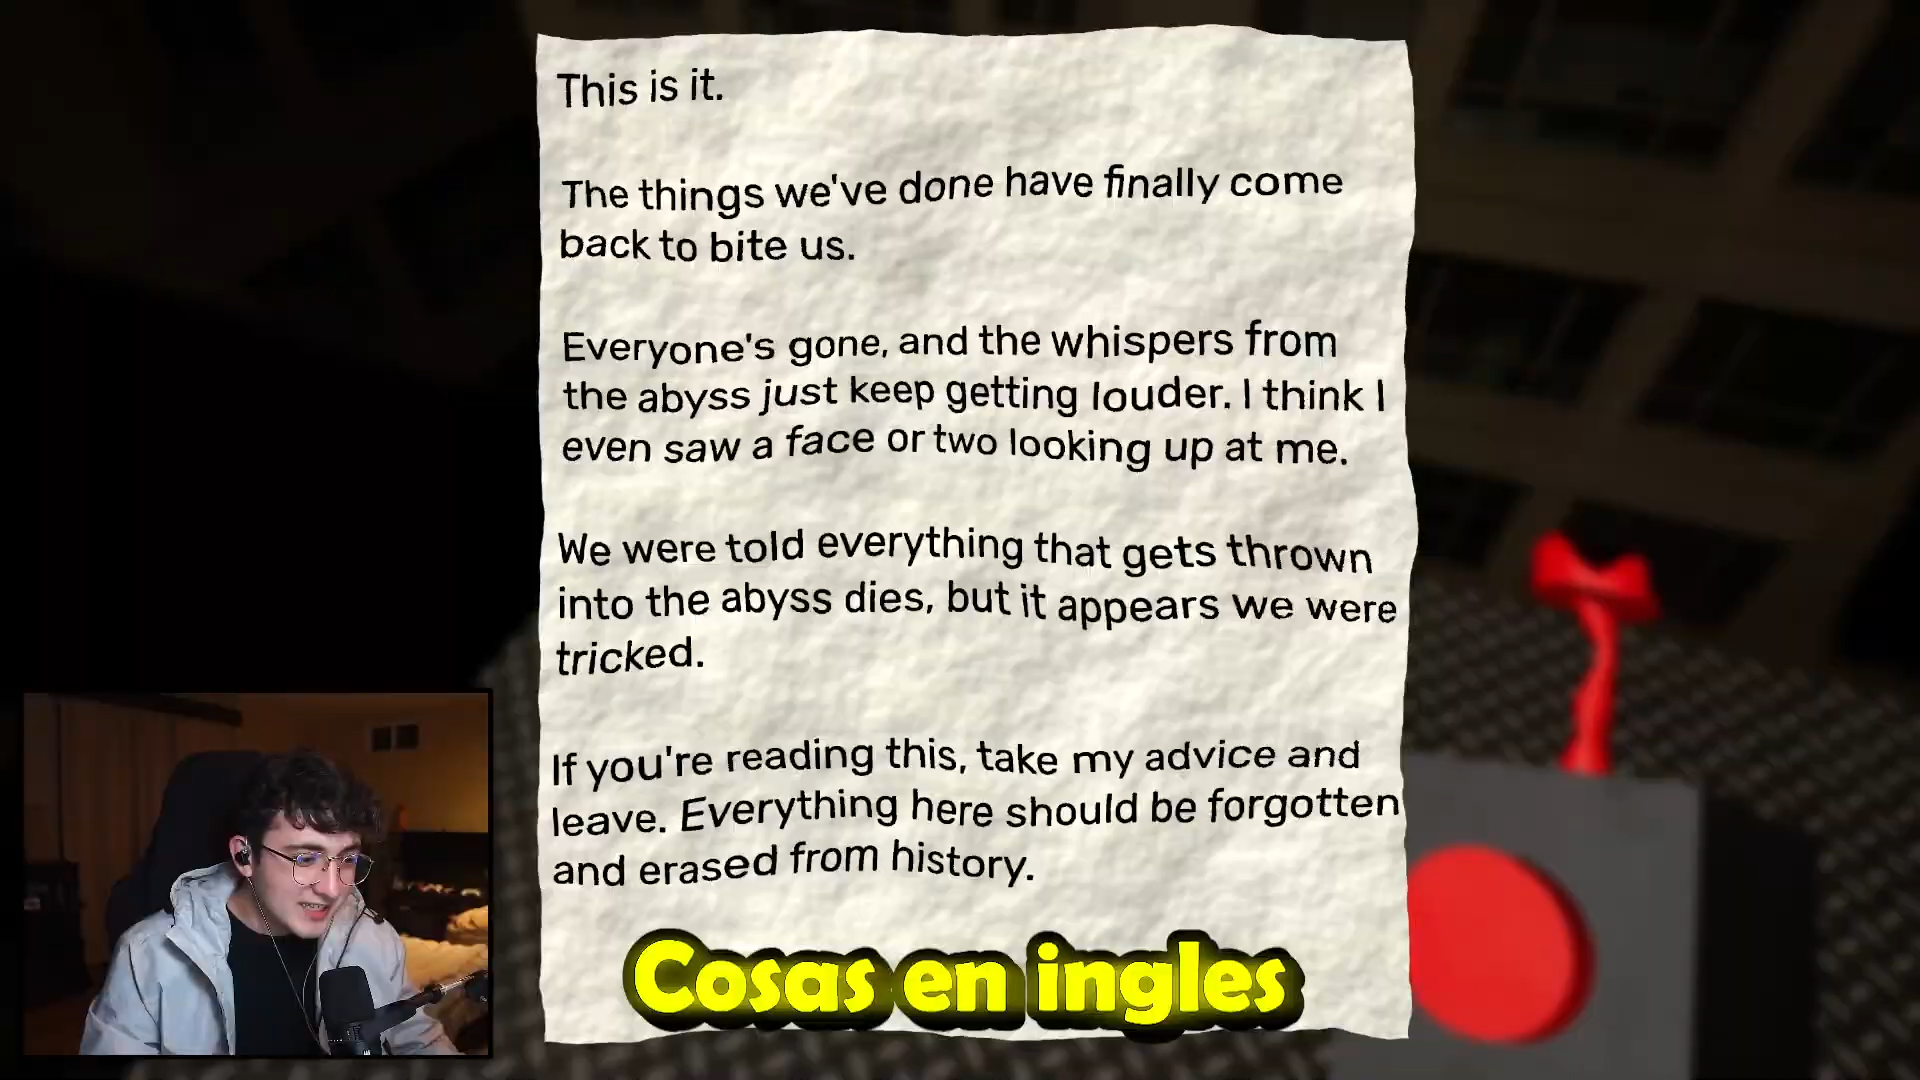 This is it.
The things we've done have finally come
back to bite us.
Everyone's gone, and the whispers from
the abyss just keep getting louder. I think I
even saw a face or two looking up at me.
We were told everything that gets thrown
into the abyss dies, but it appears we were
tricked.
If you're reading this, take my advice and
leave. Everything here should be forgotten
and erased from history.
Cosas en ingles